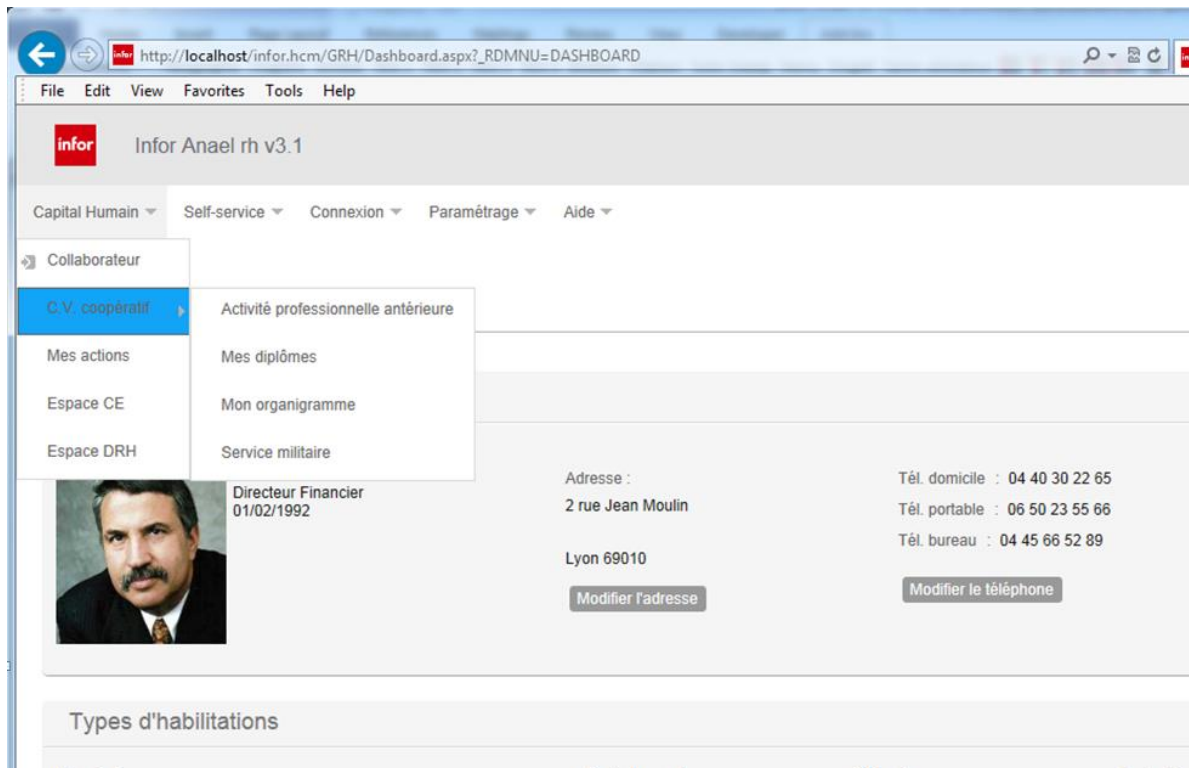 http://localhost/infor.hcm/GRH/Dashboard.aspx?_RDMNU=DASHBOARD
File Edit View Favorites Tools Help
infor Infor Anael rh v3.1
Capital Humain Self-service Connexion Paramétrage Aide
Collaborateur
C.V. coopératif
Activité professionnelle antérieure
Mes actions
Mes diplômes
Espace CE
Mon organigramme
Espace DRH
Service militaire
Directeur Financier
01/02/1992
Adresse :
2 rue Jean Moulin
Lyon 69010
Modifier l'adresse
Tél. domicile : 04 40 30 22 65
Tél. portable : 06 50 23 55 66
Tél. bureau : 04 45 66 52 89
Modifier le téléphone
Types d'habilitations